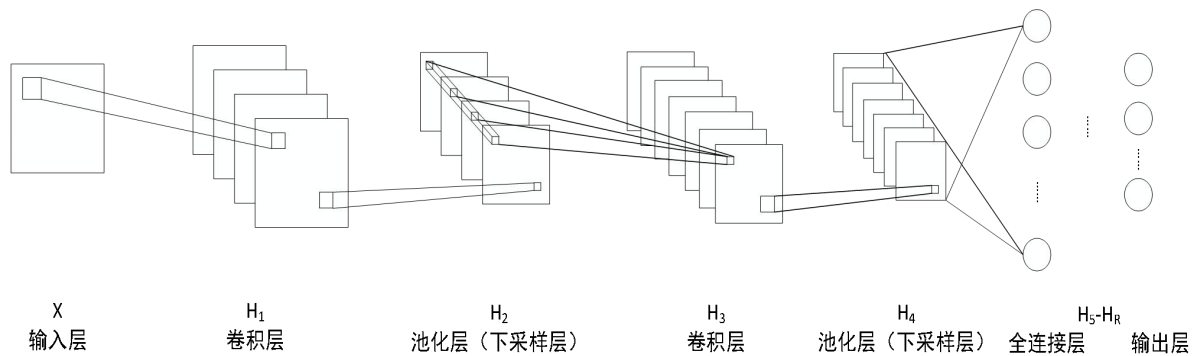 X
输入层
H₁
卷积层
H₂
池化层（下采样层）
H₃
卷积层
H₄
池化层（下采样层）
H₅-H_R
全连接层
输出层